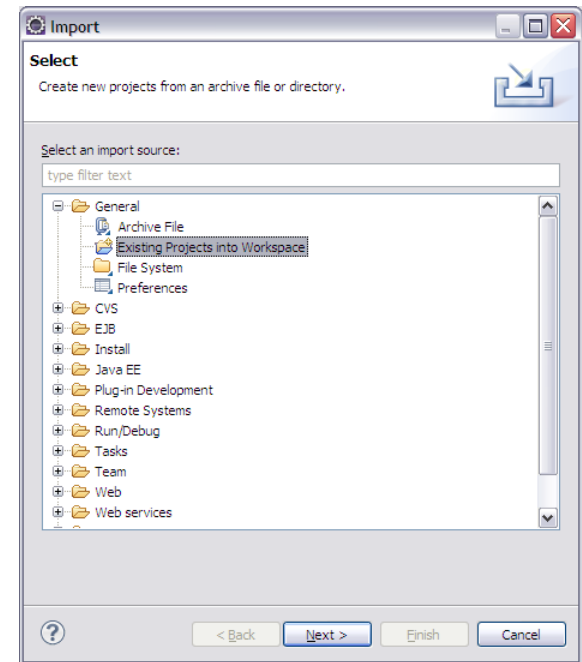 Import
Select
Create new projects from an archive file or directory.
Select an import source:
type filter text
General
Archive File
Existing Projects into Workspace
File System
Preferences
CVS
EJB
Install
Java EE
Plug-in Development
Remote Systems
Run/Debug
Tasks
Team
Web
Web services
? < Back Next > Finish Cancel